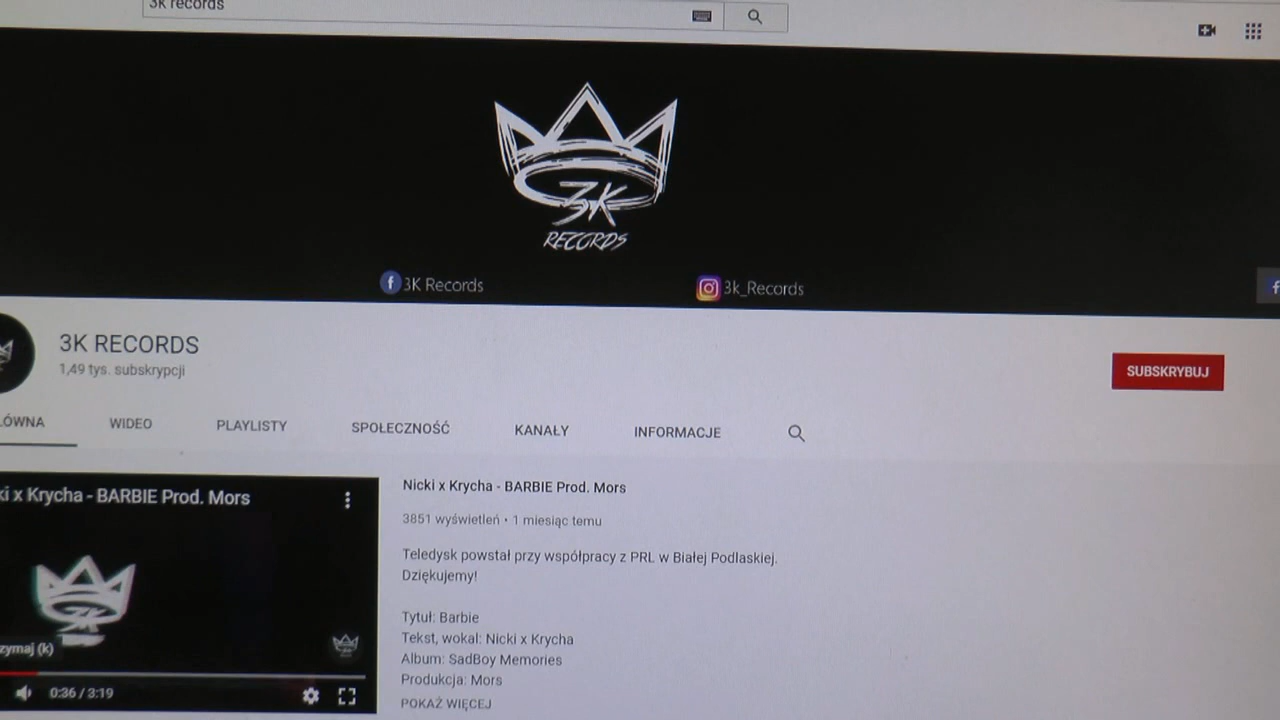 3K records
3K
RECORDS
3K Records
3k_Records
3K RECORDS
1,49 tys. subskrypcji
SUBSKRYBUJ
ÓWNA
WIDEO
PLAYLISTY
SPOŁECZNOŚĆ
KANAŁY
INFORMACJE
ki x Krycha - BARBIE Prod. Mors
zymaj (k)
0:36 / 3:19
Nicki x Krycha - BARBIE Prod. Mors
3851 wyświetleń • 1 miesiąc temu
Teledysk powstał przy współpracy z PRL w Białej Podlaskiej.
Dziękujemy!
Tytuł: Barbie
Tekst, wokal: Nicki x Krycha
Album: SadBoy Memories
Produkcja: Mors
POKAŻ WIĘCEJ